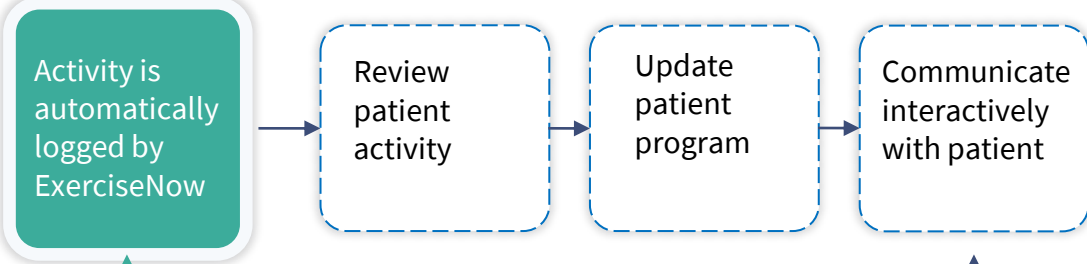 Activity is
automatically
logged by
ExerciseNow
Review
patient
activity
Update
patient
program
Communicate
interactively
with patient